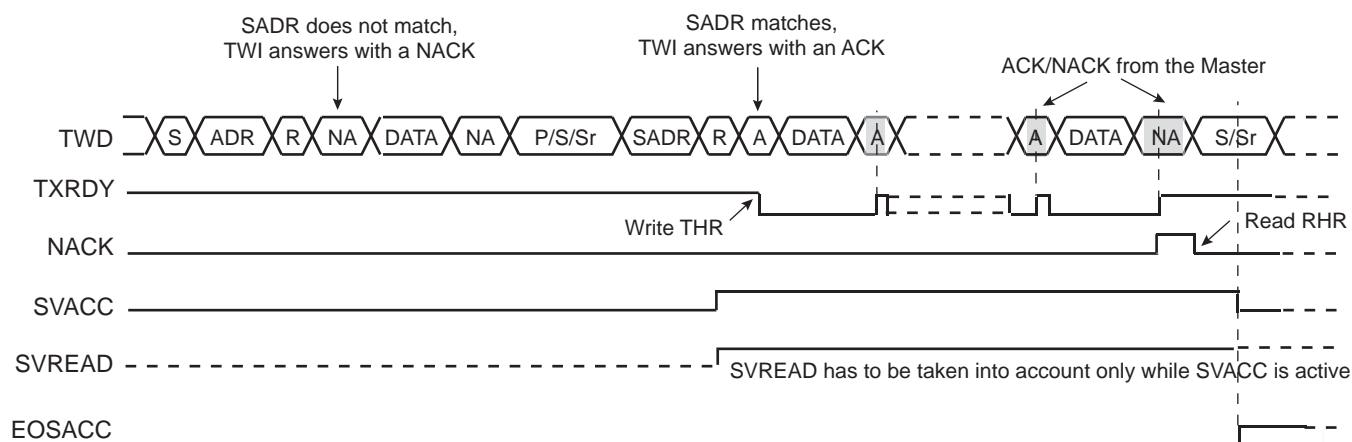 SADR does not match,
TWI answers with a NACK
SADR matches,
TWI answers with an ACK
ACK/NACK from the Master
TWD
S ADR R NA DATA NA P/S/Sr SADR R A DATA A A DATA NA S/Sr
TXRDY
Write THR
Read RHR
NACK
SVACC
SVREAD
SVREAD has to be taken into account only while SVACC is active
EOSACC